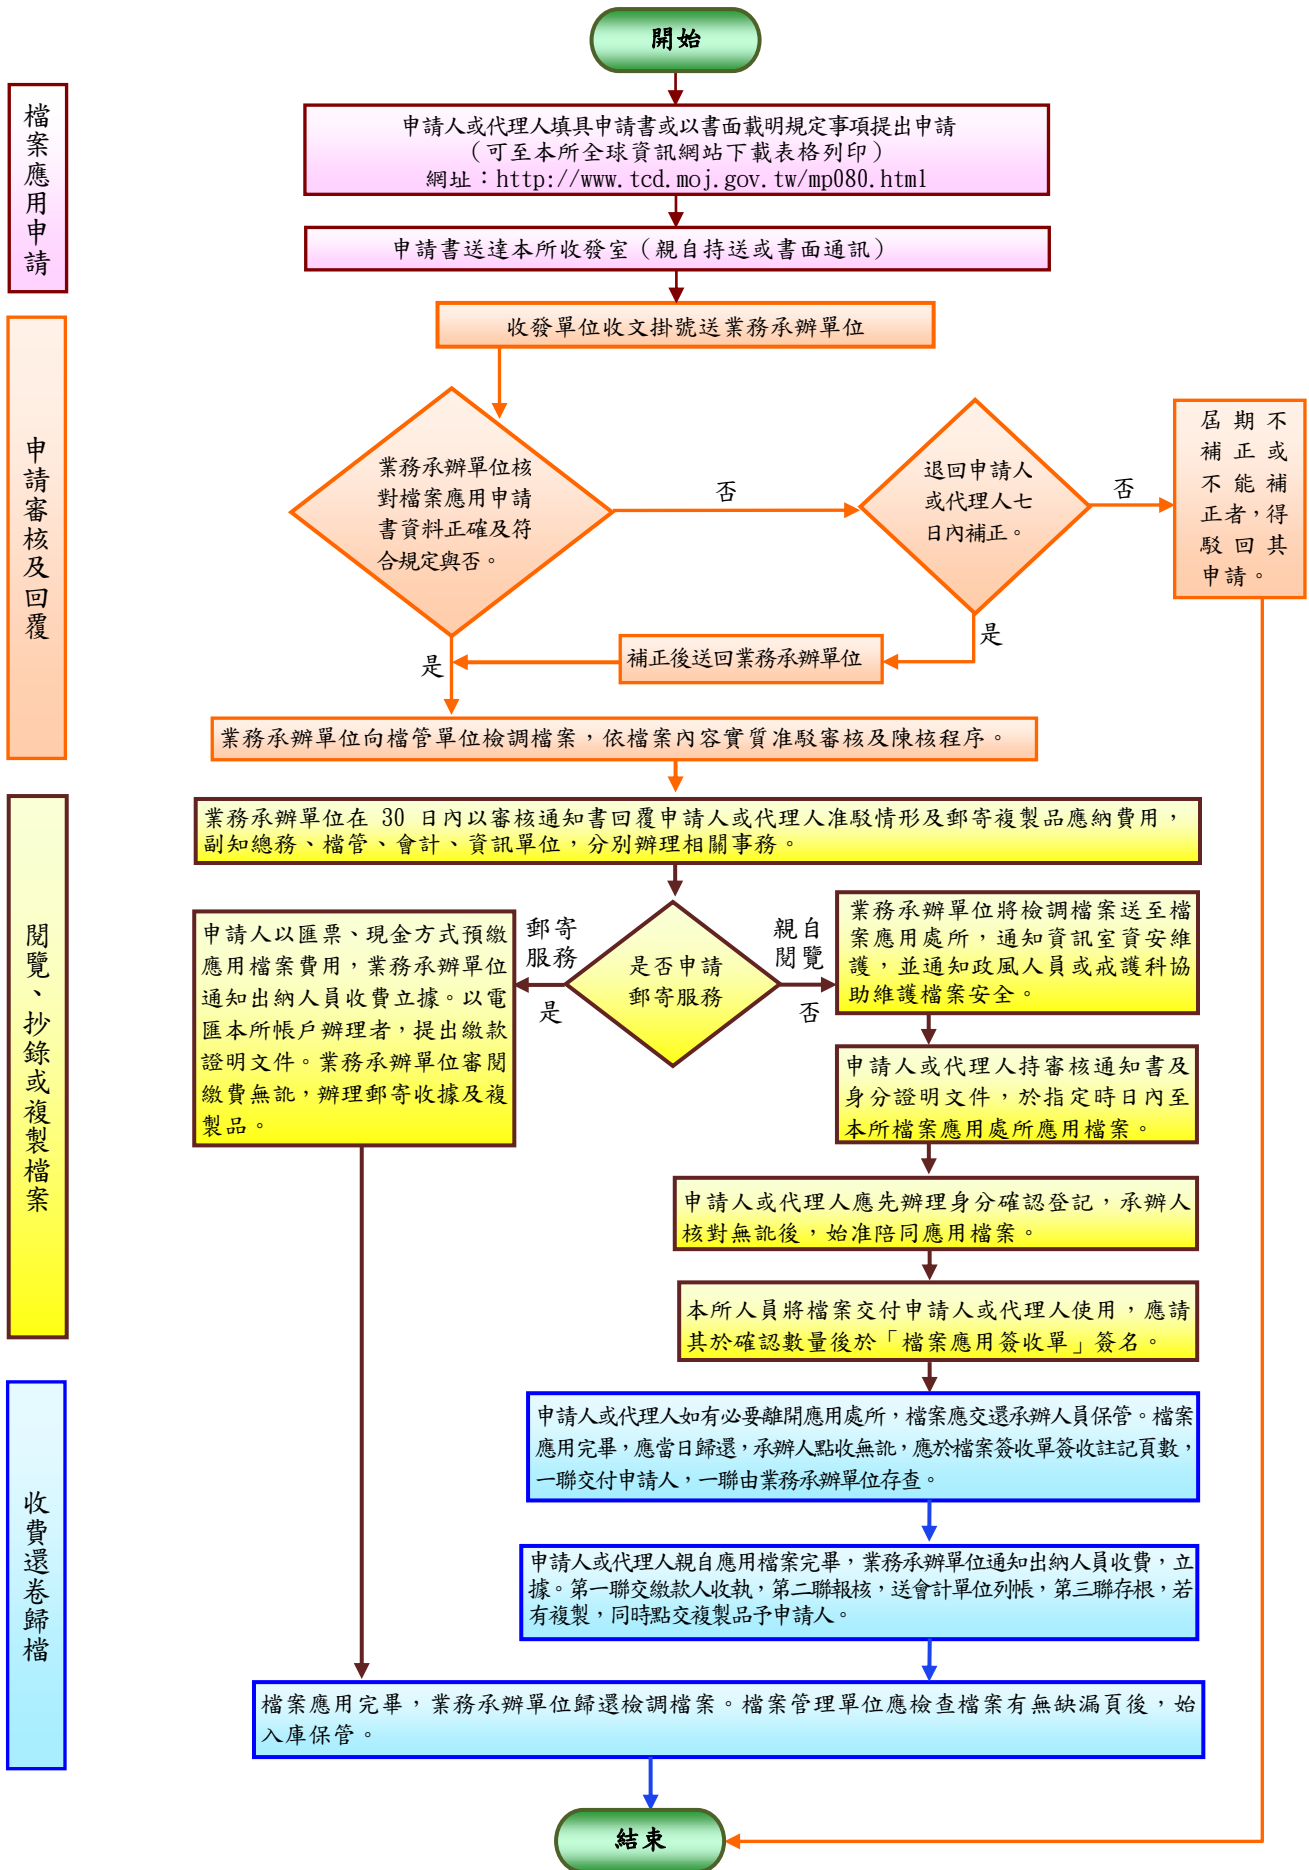 開始
檔案應用申請
申請人或代理人填具申請書或以書面載明規定事項提出申請
（可至本所全球資訊網站下載表格列印）
網址：http://www.tcd.moj.gov.tw/mp080.html
申請書送達本所收發室（親自持送或書面通訊）
申請審核及回覆
收發單位收文掛號送業務承辦單位
業務承辦單位核
對檔案應用申請
書資料正確及符
合規定與否。
否
退回申請人
或代理人七
日內補正。
否
屆期不
補正或
不能補
正者，得
駁回其
申請。
是
補正後送回業務承辦單位
是
業務承辦單位向檔管單位檢調檔案，依檔案內容實質准駁審核及陳核程序。
閱覽、抄錄或複製檔案
業務承辦單位在 30 日內以審核通知書回覆申請人或代理人准駁情形及郵寄複製品應納費用，
副知總務、檔管、會計、資訊單位，分別辦理相關事務。
是否申請
郵寄服務
郵寄
服務
是
親自
閱覽
否
申請人以匯票、現金方式預繳
應用檔案費用，業務承辦單位
通知出納人員收費立據。以電
匯本所帳戶辦理者，提出繳款
證明文件。業務承辦單位審閱
繳費無訛，辦理郵寄收據及複
製品。
業務承辦單位將檢調檔案送至檔
案應用處所，通知資訊室資安維
護，並通知政風人員或戒護科協
助維護檔案安全。
申請人或代理人持審核通知書及
身分證明文件，於指定時日內至
本所檔案應用處所應用檔案。
申請人或代理人應先辦理身分確認登記，承辦人
核對無訛後，始准陪同應用檔案。
本所人員將檔案交付申請人或代理人使用，應請
其於確認數量後於「檔案應用簽收單」簽名。
收費還卷歸檔
申請人或代理人如有必要離開應用處所，檔案應交還承辦人員保管。檔案
應用完畢，應當日歸還，承辦人點收無訛，應於檔案簽收單簽收註記頁數，
一聯交付申請人，一聯由業務承辦單位存查。
申請人或代理人親自應用檔案完畢，業務承辦單位通知出納人員收費，立
據。第一聯交繳款人收執，第二聯報核，送會計單位列帳，第三聯存根，若
有複製，同時點交複製品予申請人。
檔案應用完畢，業務承辦單位歸還檢調檔案。檔案管理單位應檢查檔案有無缺漏頁後，始
入庫保管。
結束